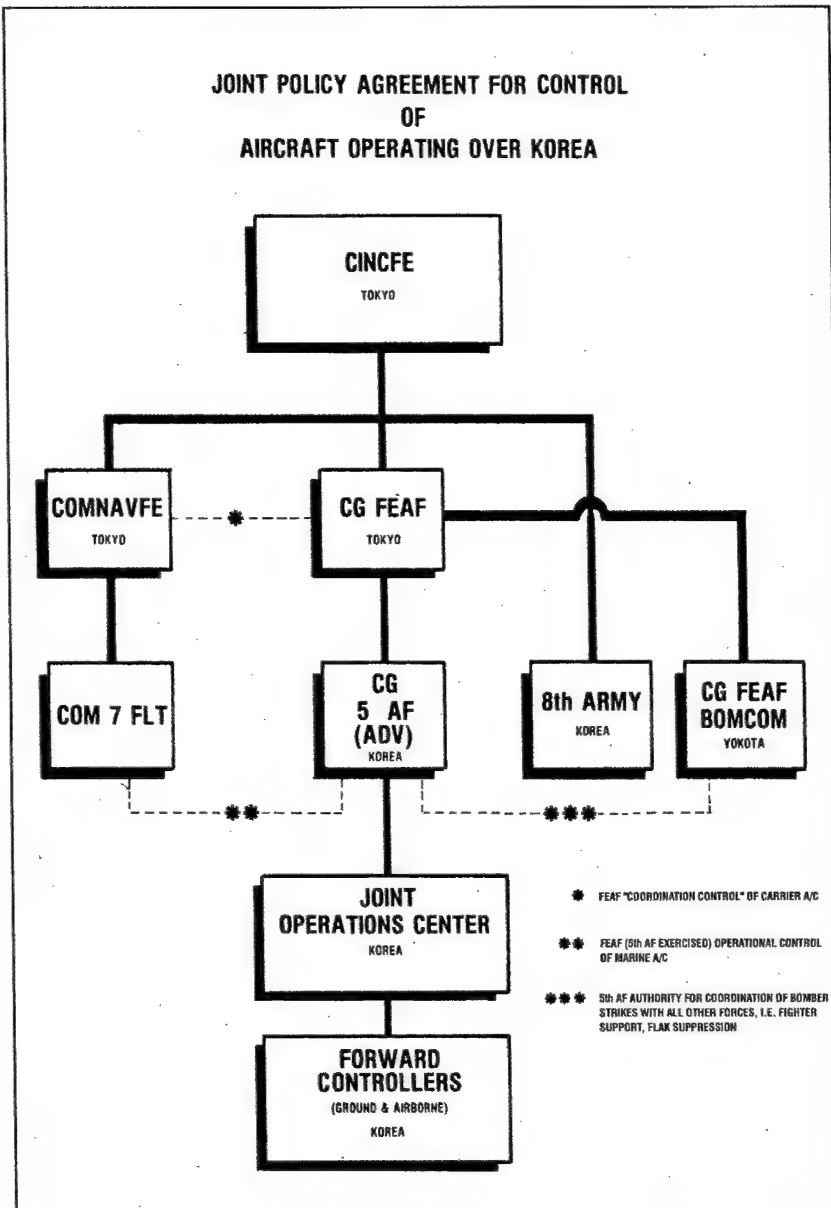 JOINT POLICY AGREEMENT FOR CONTROL
OF
AIRCRAFT OPERATING OVER KOREA
CINCFE
TOKYO
COMNAVFE
TOKYO
*
CG FEAF
TOKYO
COM 7 FLT
CG
5 AF
(ADV)
KOREA
8th ARMY
KOREA
CG FEAF
BOMCOM
YOKOTA
**
***
JOINT
OPERATIONS CENTER
KOREA
FORWARD
CONTROLLERS
(GROUND & AIRBORNE)
KOREA
* FEAF "COORDINATION CONTROL" OF CARRIER A/C
** FEAF (5th AF EXERCISED) OPERATIONAL CONTROL
OF MARINE A/C
*** 5th AF AUTHORITY FOR COORDINATION OF BOMBER
STRIKES WITH ALL OTHER FORCES, I.E. FIGHTER
SUPPORT, FLAK SUPPRESSION